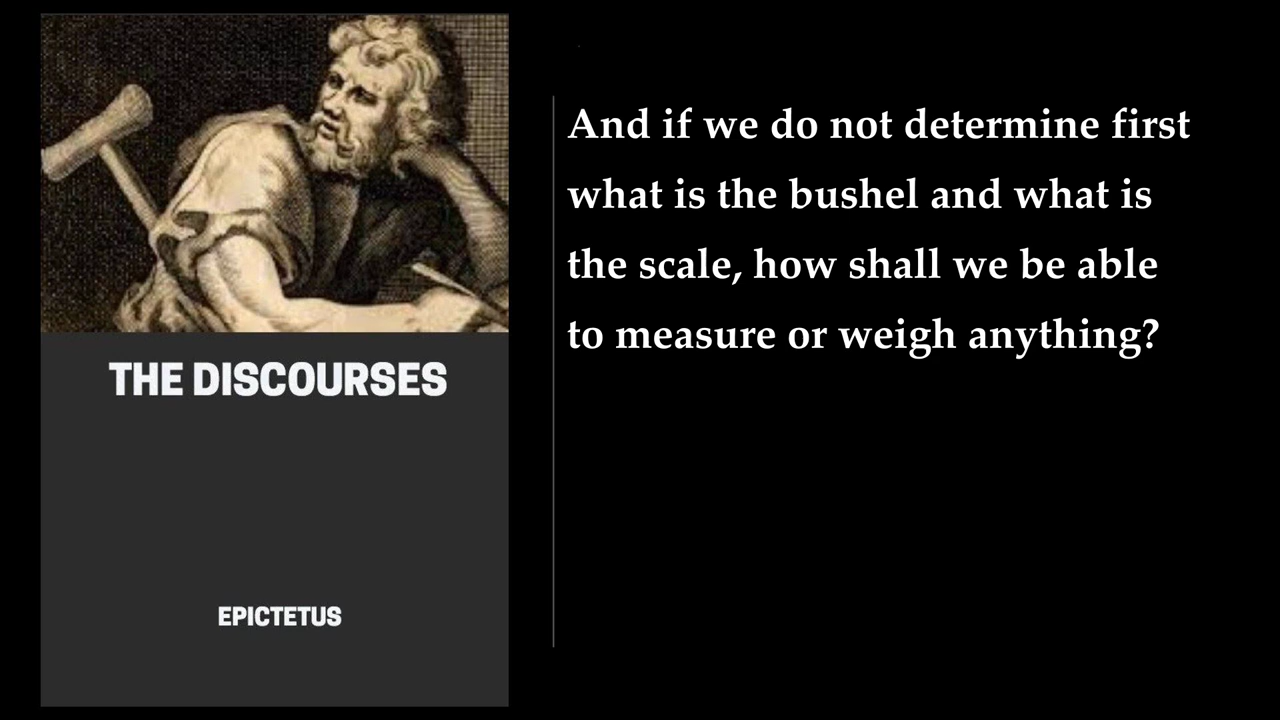 THE DISCOURSES
EPICTETUS
And if we do not determine first
what is the bushel and what is
the scale, how shall we be able
to measure or weigh anything?